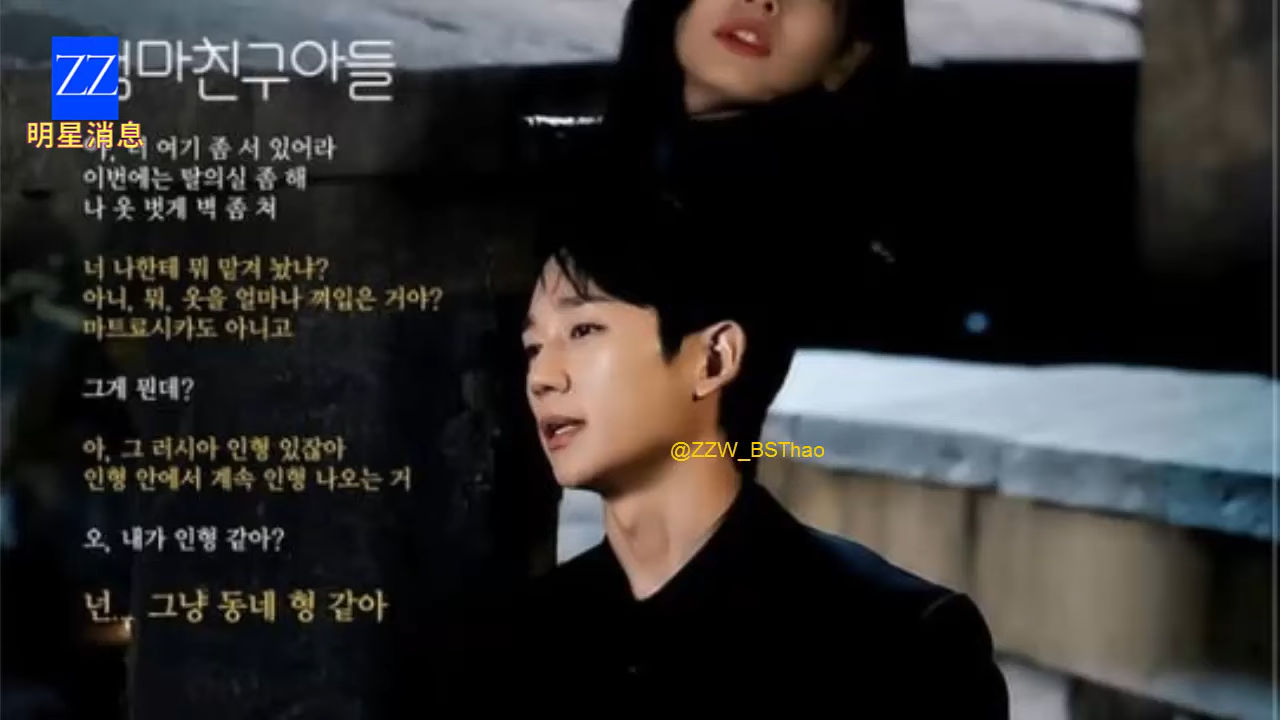 ZZ
마친구아들
明星消息
여기 좀 서 있어라
이번에는 탈의실 좀 해
나 옷 벗게 벽 좀 쳐
너 나한테 뭐 맡겨 놨냐?
아니, 뭐, 옷을 얼마나 껴입은 거야?
마트료시카도 아니고
그게 뭔데?
아, 그 러시아 인형 있잖아
인형 안에서 계속 인형 나오는 거
@ZZW_BSThao
오, 내가 인형 같아?
넌... 그냥 동네 형 같아